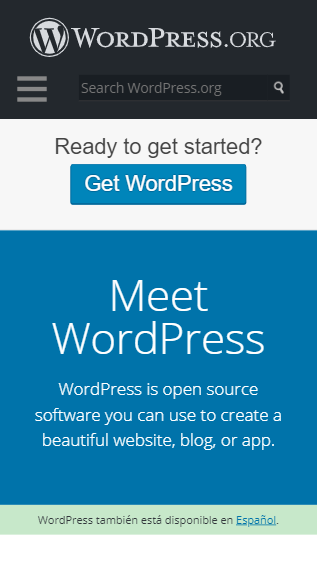 WORDPRESS.ORG
Search WordPress.org
Ready to get started?
Get WordPress
Meet
WordPress
WordPress is open source
software you can use to create a
beautiful website, blog, or app.
WordPress también está disponible en Español.